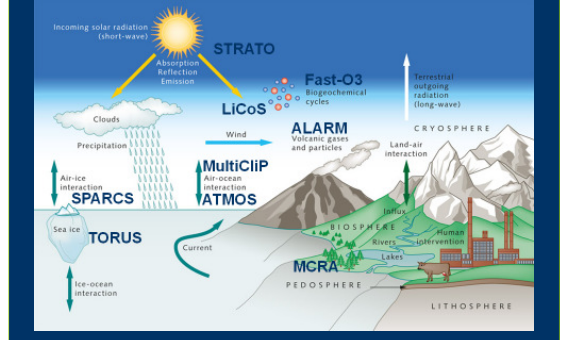 Incoming solar radiation
(short-wave)
STRATO
Absorption
Reflection
Emission
Fast-O3
Biogeochemical
cycles
Terrestrial
outgoing
radiation
(long-wave)
LiCoS
Clouds
Wind
ALARM
Volcanic gases
and particles
CRYOSPHERE
Precipitation
Land-air
interaction
MultiCliP
Air-ice
interaction
Air-ocean
interaction
SPARCS
ATMOS
Influx
BIOSPHERE
Sea ice
TORUS
Current
Rivers
Human
intervention
Lakes
MCRA
PEDOSPHERE
Ice-ocean
interaction
LITHOSPHERE